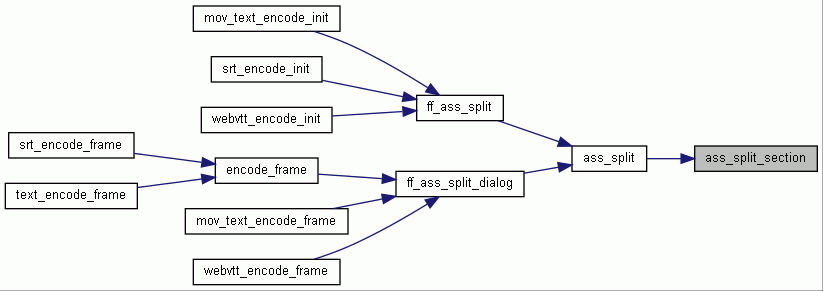 mov_text_encode_init
srt_encode_init
ff_ass_split
webvtt_encode_init
srt_encode_frame
ass_split
ass_split_section
encode_frame
ff_ass_split_dialog
text_encode_frame
mov_text_encode_frame
webvtt_encode_frame